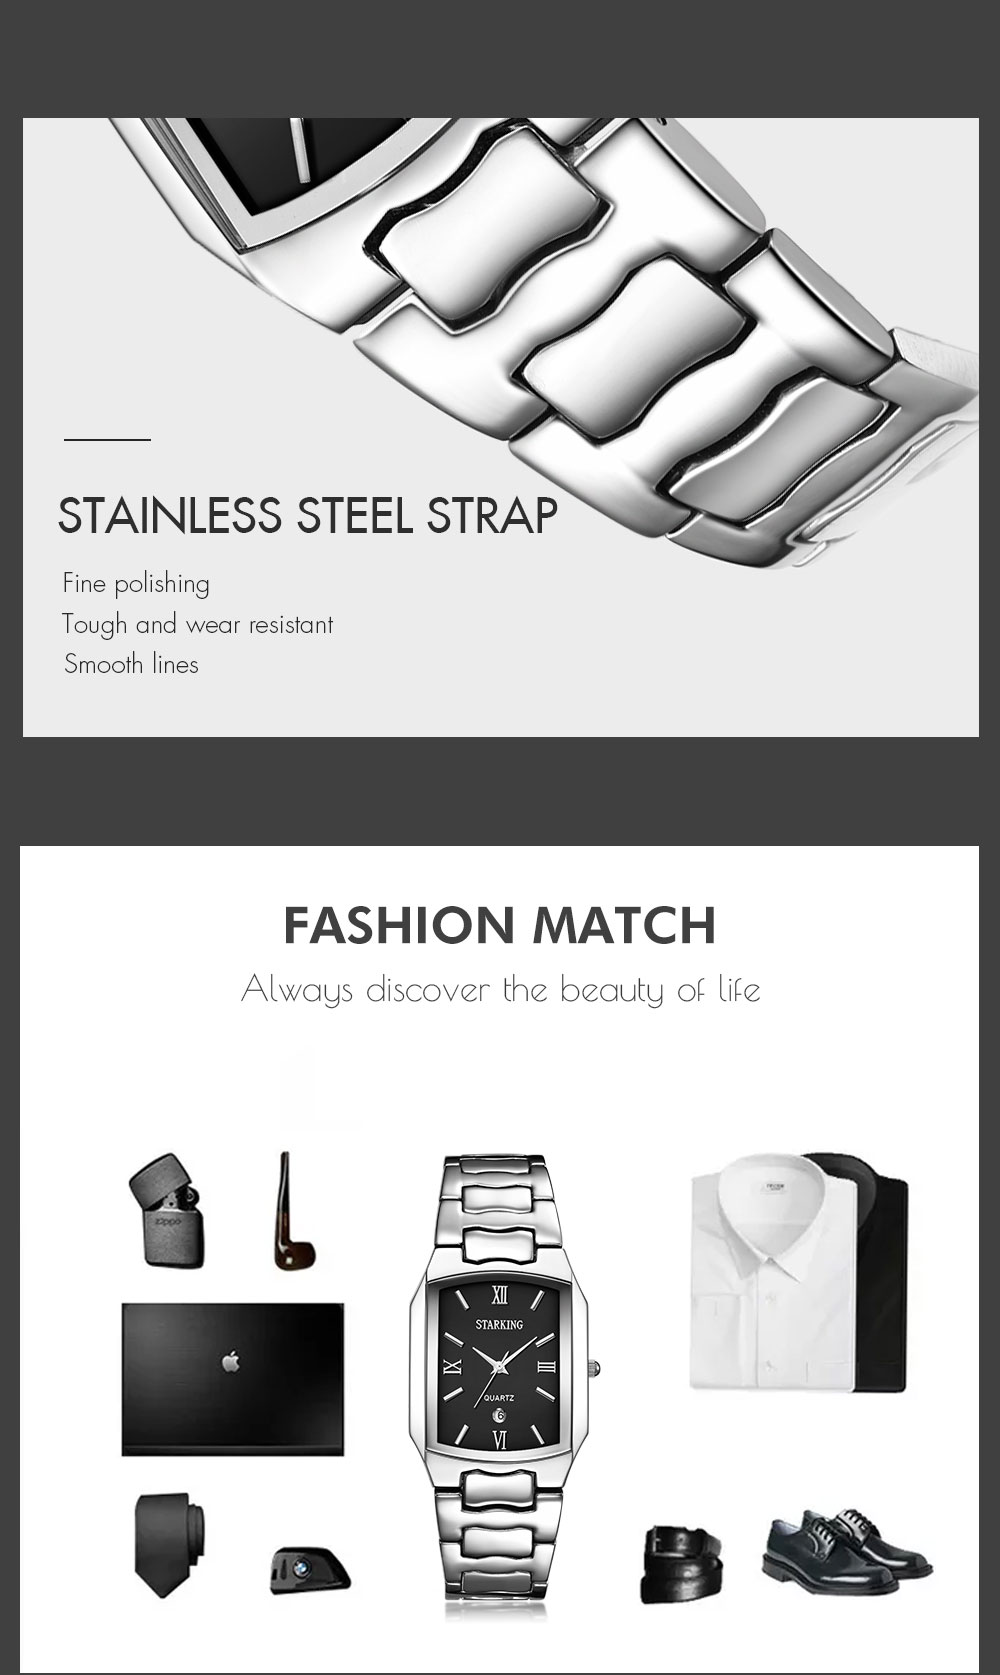 STAINLESS STEEL STRAP
Fine polishing
Tough and wear resistant
Smooth lines
FASHION MATCH
Always discover the beauty of life
zippo
XII
STARKING
IX
III
QUARTZ
6
VI